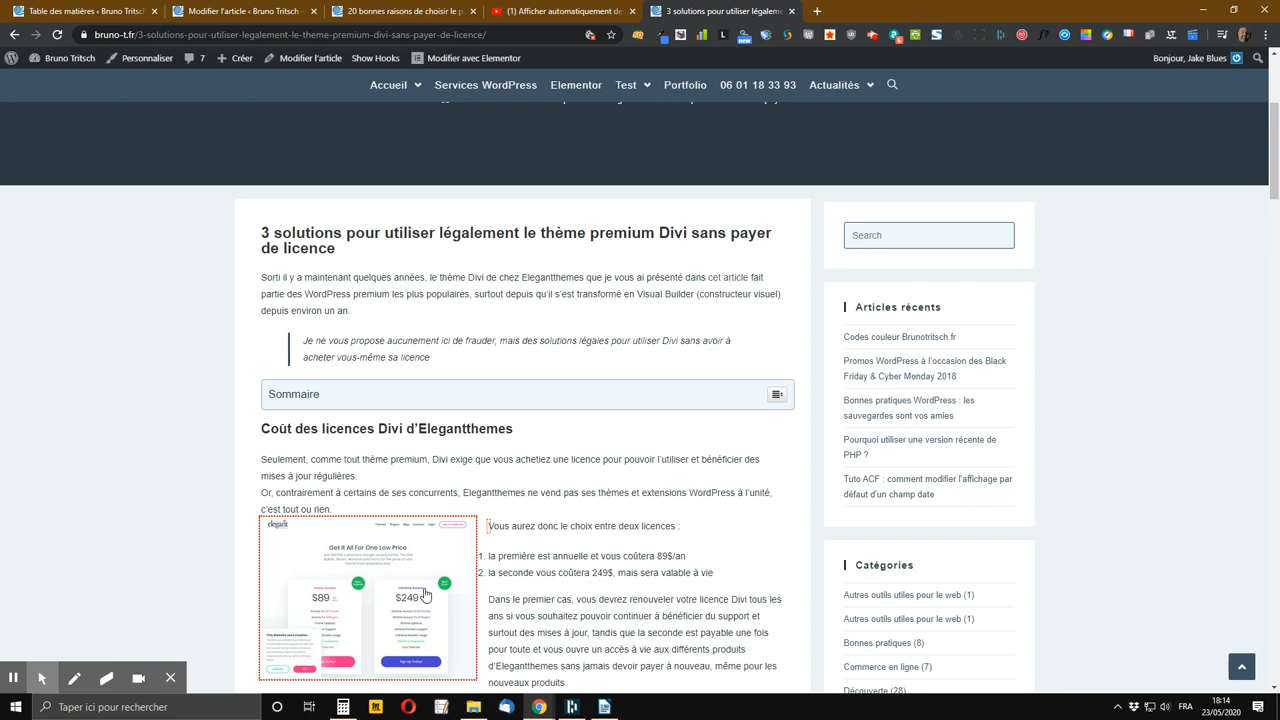 Table des matières ‹ Bruno Trit
Modifier l'article ‹ Bruno Trits
20 bonnes raisons de choisir le
(1) Afficher automatiquement de
3 solutions pour utiliser légalem
bruno-t.fr/3-solutions-pour-utiliser-legalement-le-theme-premium-divi-sans-payer-de-licence/
Bruno Tritsch
Personnaliser
7
Créer
Modifier l'article
Show Hooks
Modifier avec Elementor
Bonjour, Jake Blues
Accueil
Services WordPress
Elementor
Test
Portfolio
06 01 18 33 93
Actualités
3 solutions pour utiliser légalement le thème premium Divi sans payer
de licence
Sorti il y a maintenant quelques années, le thème Divi de chez Elegantthemes que je vous ai présenté dans cet article fait
partie des WordPress premium les plus populaires, surtout depuis qu'il s'est transformé en Visual Builder (constructeur visuel)
depuis environ un an.
Je ne vous propose aucunement ici de frauder, mais des solutions légales pour utiliser Divi sans avoir à
acheter vous-même sa licence
Sommaire
Coût des licences Divi d'Elegantthemes
Seulement, comme tout thème premium, Divi exige que vous achetiez une licence pour pouvoir l'utiliser et bénéficier des
mises à jour régulières.
Or, contrairement à certains de ses concurrents, Elegantthemes ne vend pas ses thèmes et extensions WordPress à l'unité,
c'est tout ou rien.
elegant
Get It All For One Low Price
$89
$249
This Website Uses Cookies
Sign Up Today!
Vous aurez donc le choix entre deux licences :
1. la première est annuelle et vous coûtera 89$/an
2. la seconde vous coûtera 249$, mais sera valable à vie
Dans le premier cas, vous devrez renouveler votre licence Divi tous les
ans si vous souhaitez pouvoir continuer à bénéficier du support et
surtout des mises à jour, tandis que la seconde est acquise une fois
pour toute et vous ouvre un accès à tous aux différents produits
d'Elegantthemes sans jamais devoir payer à nouveau, même pour les
nouveaux produits.
Search
Articles récents
Codes couleur Brunotritsch.fr
Promos WordPress à l'occasion des Black
Friday & Cyber Monday 2018
Bonnes pratiques WordPress : les
sauvegardes sont vos amies
Pourquoi utiliser une version récente de
PHP ?
Tuto ACF : comment modifier l'affichage par
défaut d'un champ date
Catégories
Autres outils utiles pour le web (1)
Autres outils utiles pour le web (1)
Bonnes pratiques (8)
Commerce en ligne (7)
Découverte (28)
Taper ici pour rechercher
FRA
18:14
23/05/2020